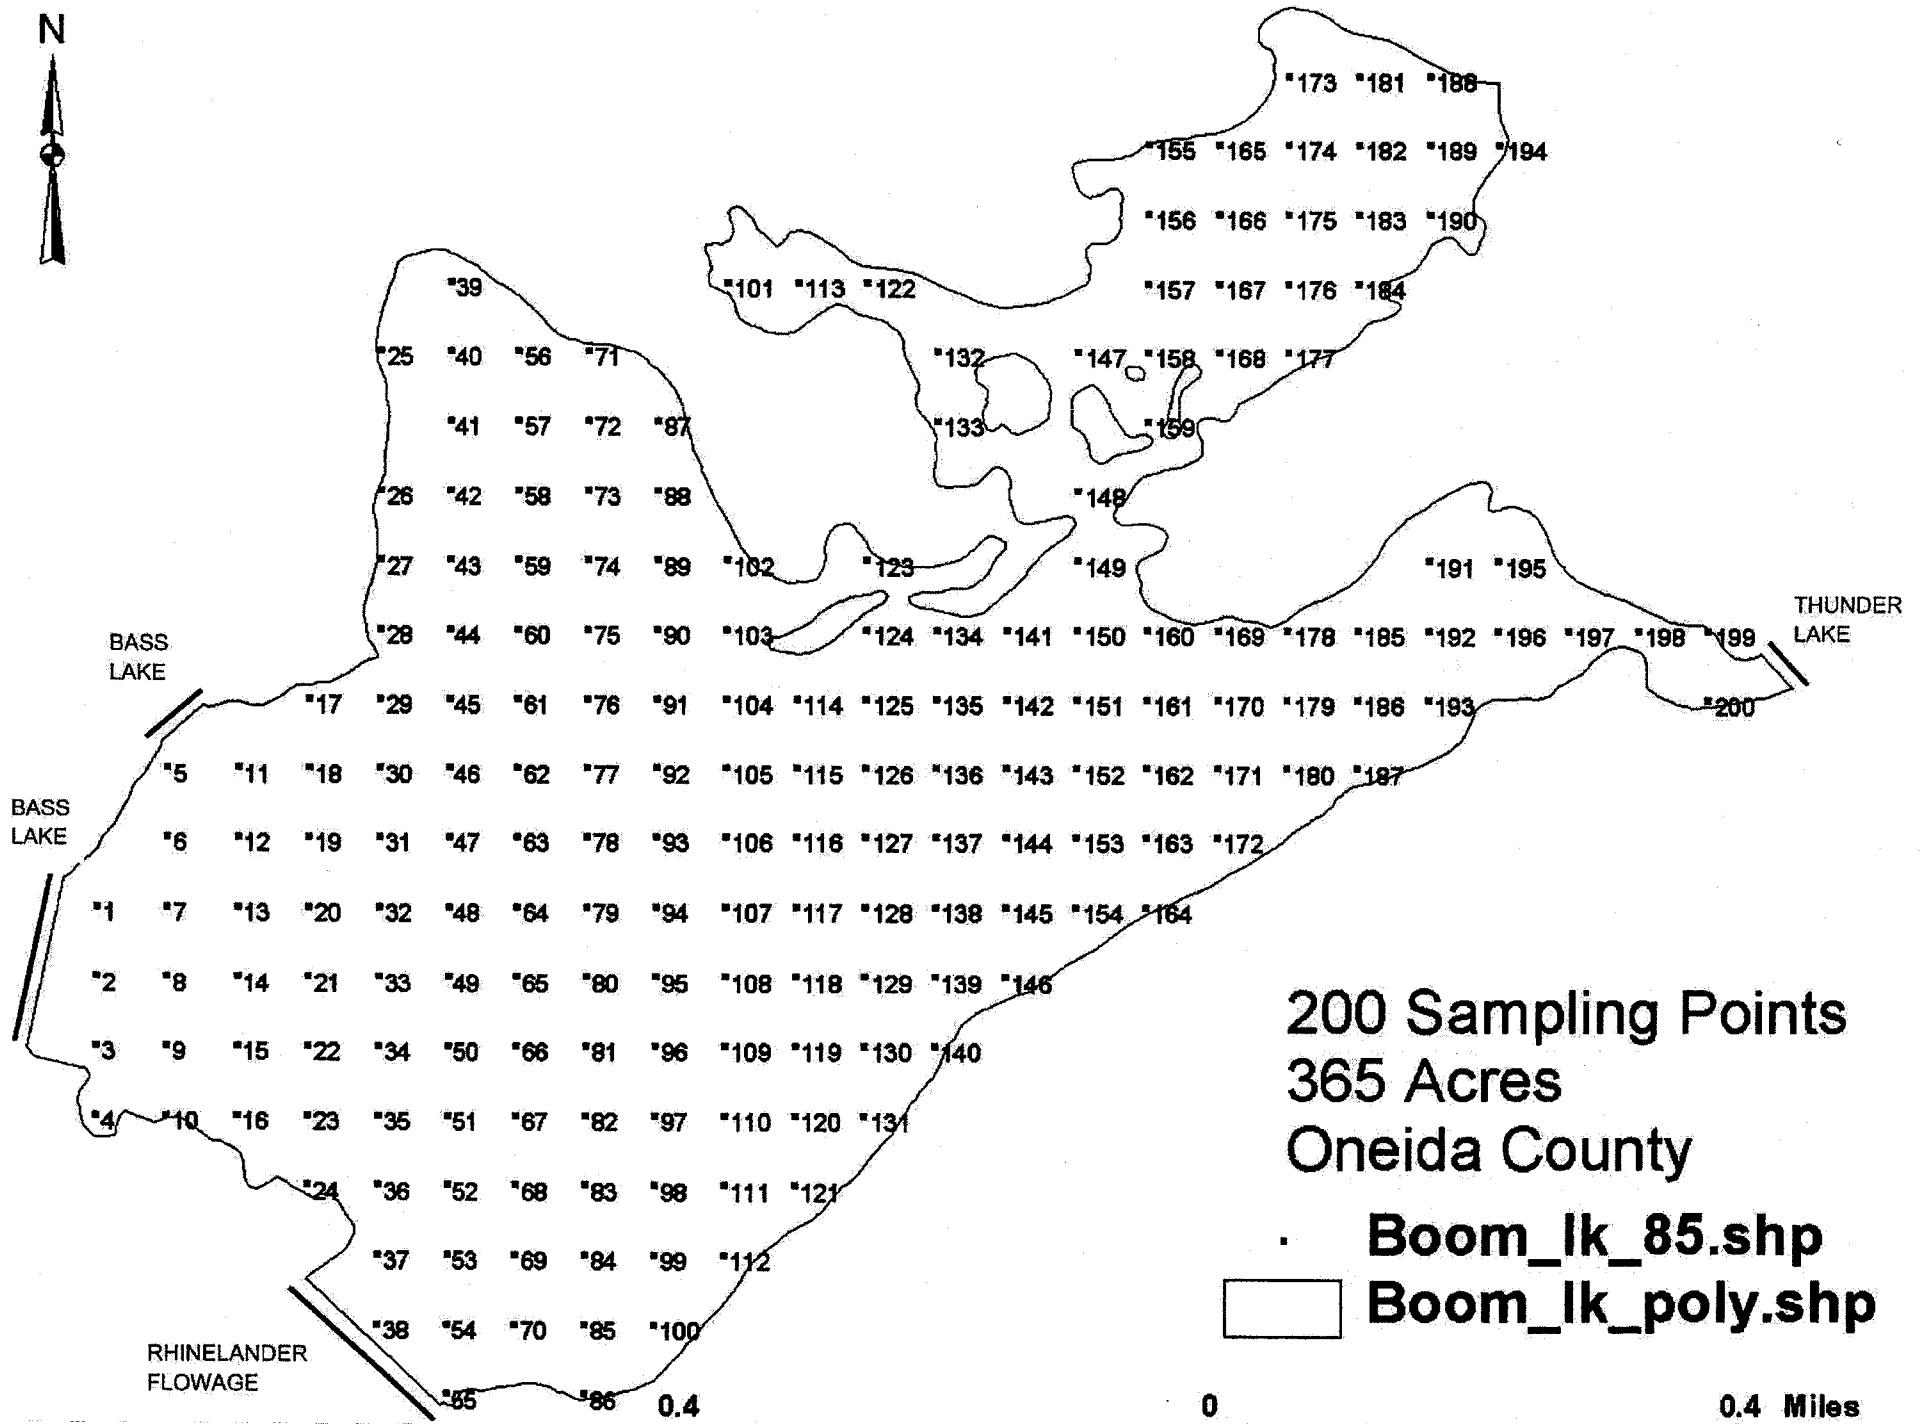 N
173 181 188
155 165 174 182 189 194
156 166 175 183 190
39 101 113 122 157 167 176 184
25 40 56 71 132 147 158 168 177
41 57 72 87 133 159
26 42 58 73 88 148
27 43 59 74 89 102 123 149 191 195
THUNDER
LAKE
28 44 60 75 90 103 124 134 141 150 160 169 178 185 192 196 197 198 199
BASS
LAKE
17 29 45 61 76 91 104 114 125 135 142 151 161 170 179 186 193 200
5 11 18 30 46 62 77 92 105 115 126 136 143 152 162 171 180 187
BASS
LAKE
6 12 19 31 47 63 78 93 106 116 127 137 144 153 163 172
1 7 13 20 32 48 64 79 94 107 117 128 138 145 154 164
2 8 14 21 33 49 65 80 95 108 118 129 139 146
3 9 15 22 34 50 66 81 96 109 119 130 140
4 10 16 23 35 51 67 82 97 110 120 131
24 36 52 68 83 98 111 121
37 53 69 84 99 112
38 54 70 85 100
RHINELANDER
FLOWAGE
55 86
200 Sampling Points
365 Acres
Oneida County
Boom_lk_85.shp
Boom_lk_poly.shp
0.4 0 0.4 Miles